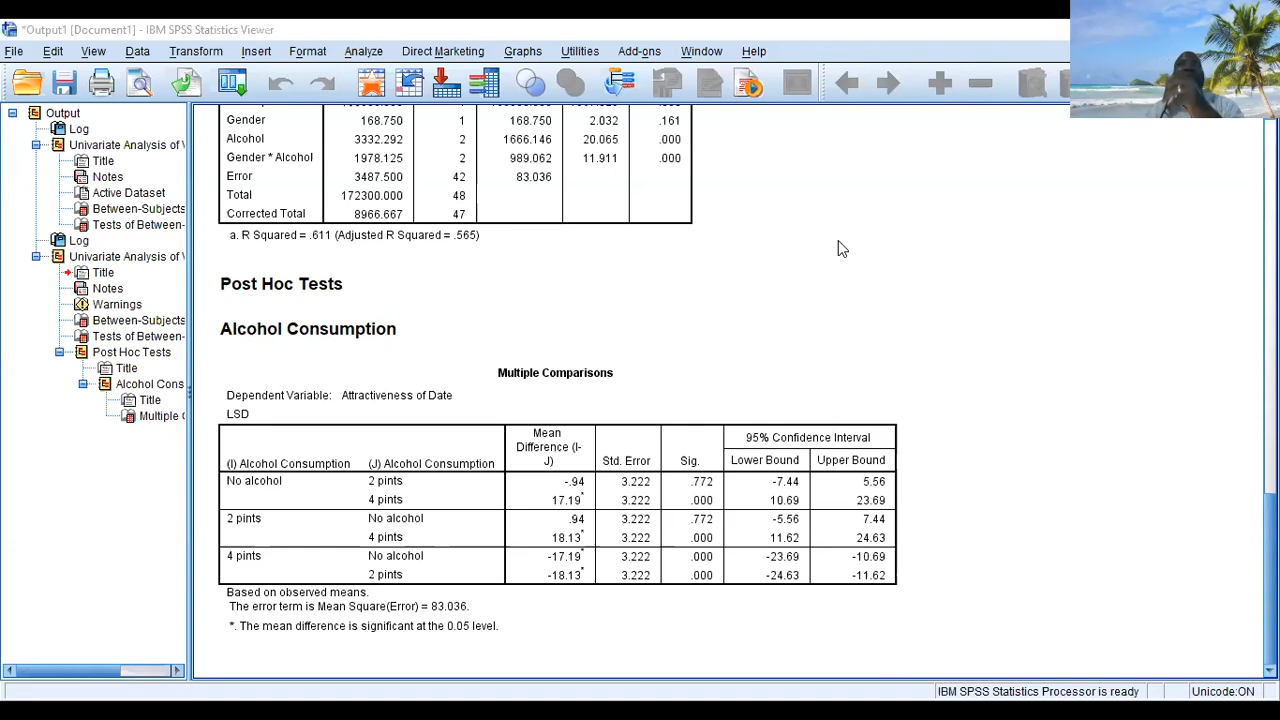 *Output1 [Document1] - IBM SPSS Statistics Viewer
File Edit View Data Transform Insert Format Analyze Direct Marketing Graphs Utilities Add-ons Window Help
Output
Log
Univariate Analysis of V
Title
Notes
Active Dataset
Between-Subjects
Tests of Between-
Log
Univariate Analysis of V
Title
Notes
Warnings
Between-Subjects
Tests of Between-
Post Hoc Tests
Title
Alcohol Cons
Title
Multiple C
Gender 168.750 1 168.750 2.032 .161
Alcohol 3332.292 2 1666.146 20.065 .000
Gender * Alcohol 1978.125 2 989.062 11.911 .000
Error 3487.500 42 83.036
Total 172300.000 48
Corrected Total 8966.667 47
a. R Squared = .611 (Adjusted R Squared = .565)
Post Hoc Tests
Alcohol Consumption
Multiple Comparisons
Dependent Variable: Attractiveness of Date
LSD
(I) Alcohol Consumption (J) Alcohol Consumption Mean Difference (I-J) Std. Error Sig. 95% Confidence Interval
Lower Bound Upper Bound
No alcohol 2 pints -.94 3.222 .772 -7.44 5.56
4 pints 17.19* 3.222 .000 10.69 23.69
2 pints No alcohol .94 3.222 .772 -5.56 7.44
4 pints 18.13* 3.222 .000 11.62 24.63
4 pints No alcohol -17.19* 3.222 .000 -23.69 -10.69
2 pints -18.13* 3.222 .000 -24.63 -11.62
Based on observed means.
The error term is Mean Square(Error) = 83.036.
*. The mean difference is significant at the 0.05 level.
IBM SPSS Statistics Processor is ready Unicode:ON